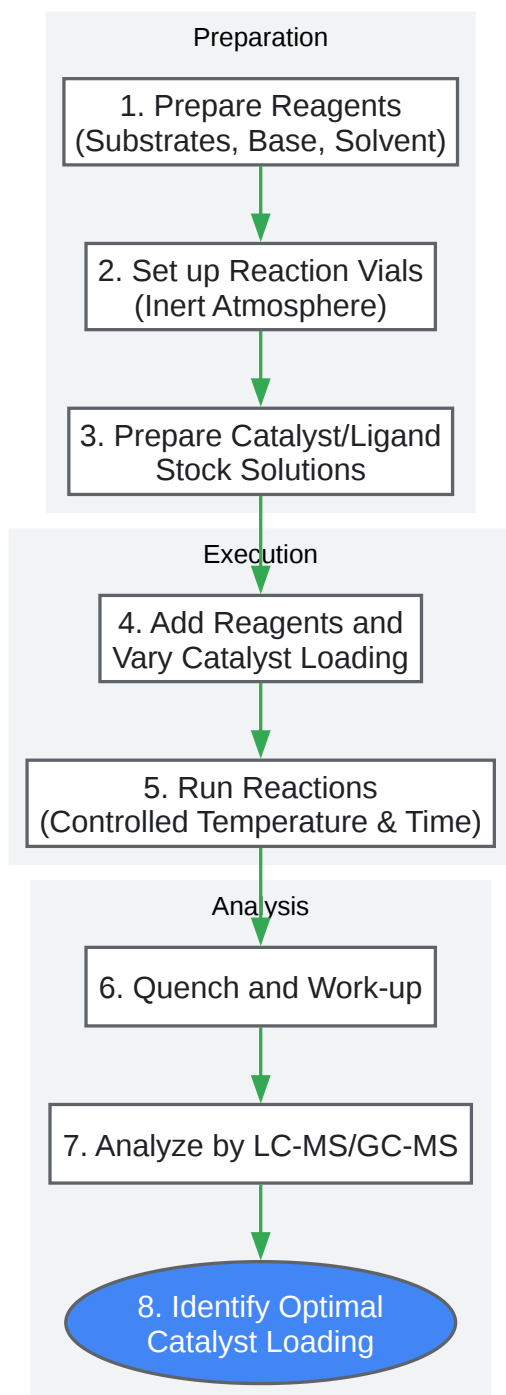 Preparation
1. Prepare Reagents
(Substrates, Base, Solvent)
2. Set up Reaction Vials
(Inert Atmosphere)
3. Prepare Catalyst/Ligand
Stock Solutions
Execution
4. Add Reagents and
Vary Catalyst Loading
5. Run Reactions
(Controlled Temperature & Time)
Analysis
6. Quench and Work-up
7. Analyze by LC-MS/GC-MS
8. Identify Optimal
Catalyst Loading